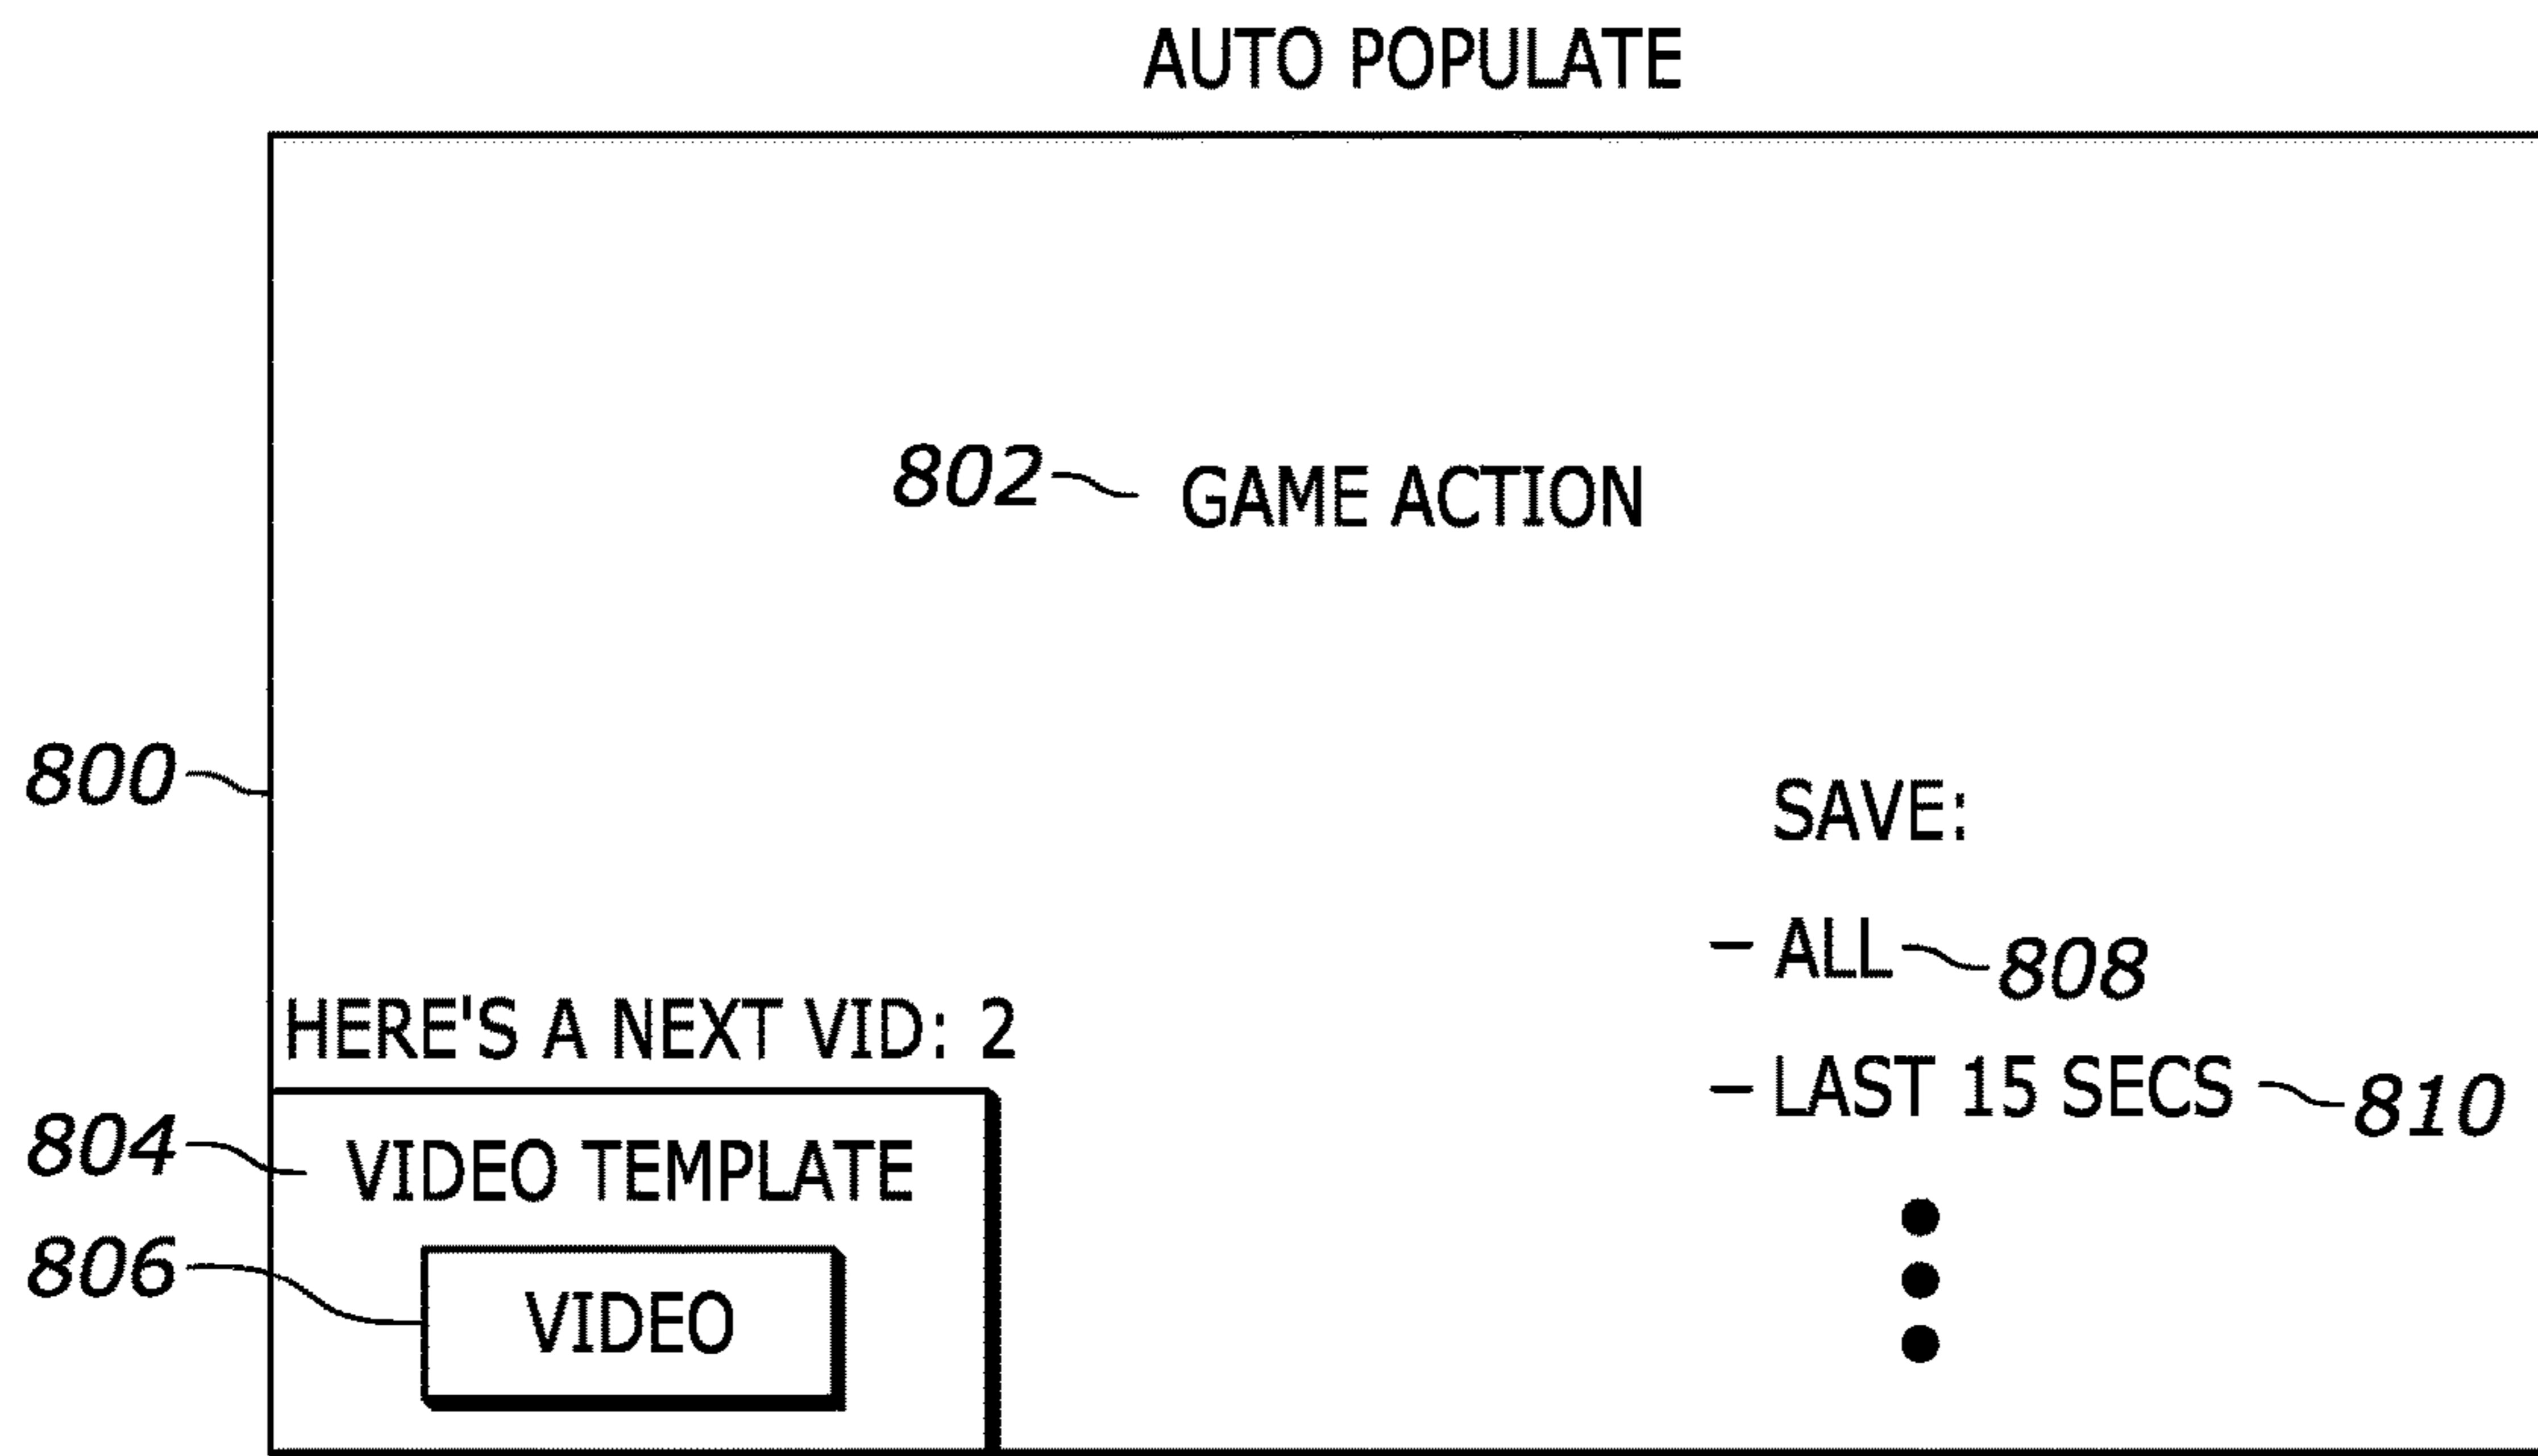 AUTO POPULATE
802 GAME ACTION
800
SAVE:
- ALL 808
HERE'S A NEXT VID: 2
- LAST 15 SECS 810
804 VIDEO TEMPLATE
806 VIDEO